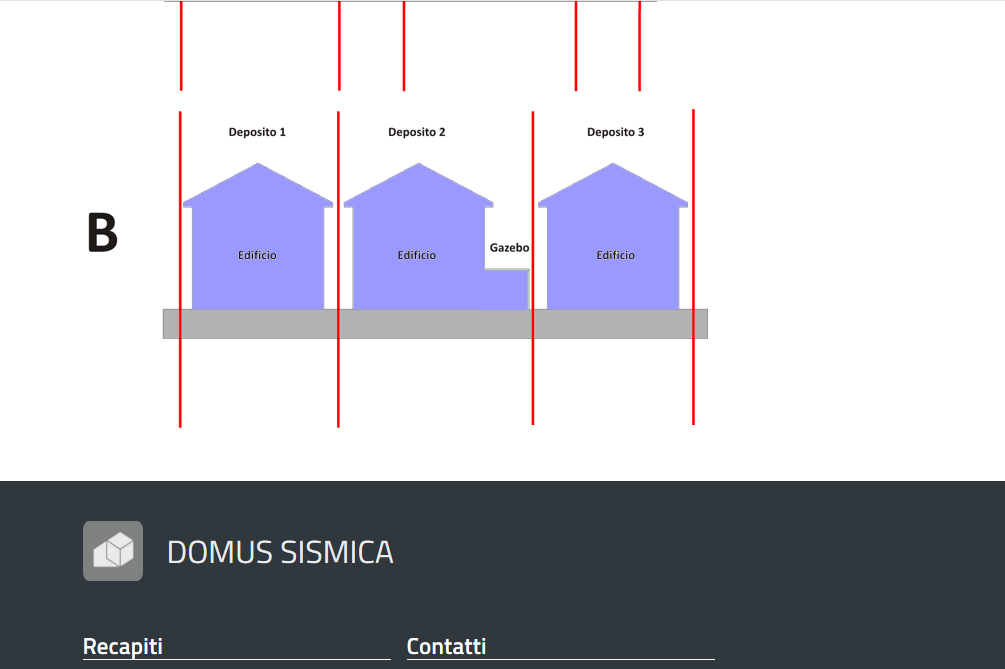 Deposito 1 Deposito 2 Deposito 3
B
Gazebo
Edificio Edificio Edificio
DOMUS SISMICA
Recapiti Contatti